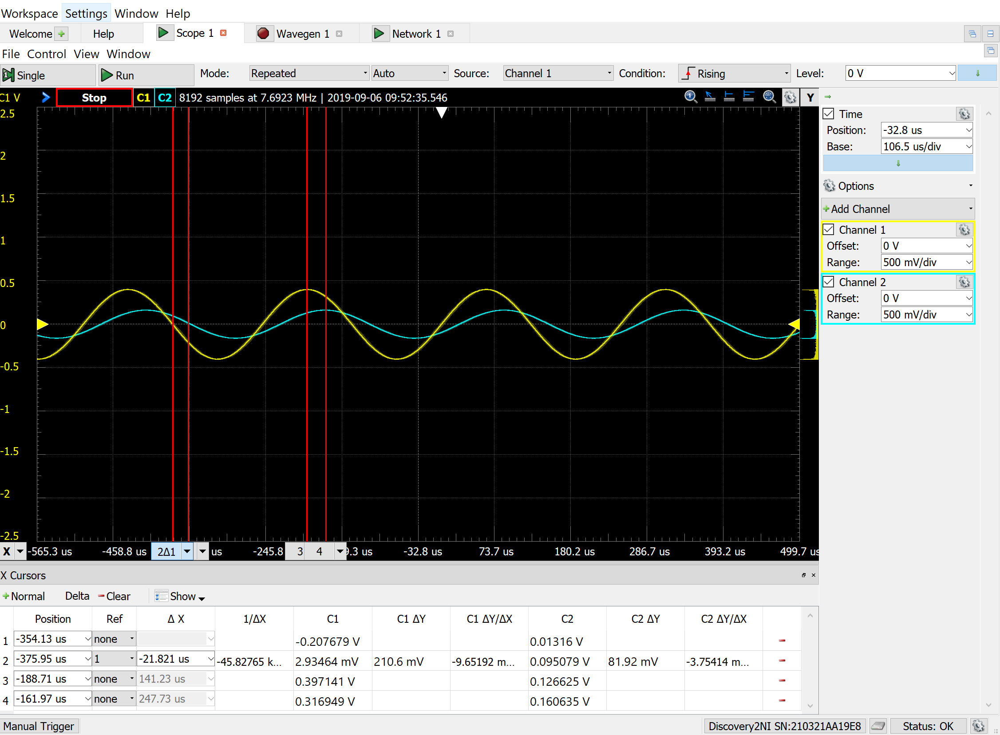 Workspace Settings Window Help
Welcome Help Scope 1 Wavegen 1 Network 1
File Control View Window
Single Run Mode: Repeated Auto Source: Channel 1 Condition: Rising Level: 0 V
C1 V Stop C1 C2 8192 samples at 7.6923 MHz | 2019-09-06 09:52:35.546 Y
2.5
2
1.5
1
0.5
0
-0.5
-1
-1.5
-2
-2.5
X -565.3 us -458.8 us 2Δ1 us -245.8 3 4 9.3 us -32.8 us 73.7 us 180.2 us 286.7 us 393.2 us 499.7 us
Time
Position: -32.8 us
Base: 106.5 us/div
Options
Add Channel
Channel 1
Offset: 0 V
Range: 500 mV/div
Channel 2
Offset: 0 V
Range: 500 mV/div
X Cursors
Normal Delta Clear Show
Position Ref Δ X 1/ΔX C1 C1 ΔY C1 ΔY/ΔX C2 C2 ΔY C2 ΔY/ΔX
1 -354.13 us none -0.207679 V 0.01316 V
2 -375.95 us 1 -21.821 us -45.82765 k... 2.93464 mV 210.6 mV -9.65192 m... 0.095079 V 81.92 mV -3.75414 m...
3 -188.71 us none 141.23 us 0.397141 V 0.126625 V
4 -161.97 us none 247.73 us 0.316949 V 0.160635 V
Manual Trigger Discovery2NI SN:210321AA19E8 Status: OK